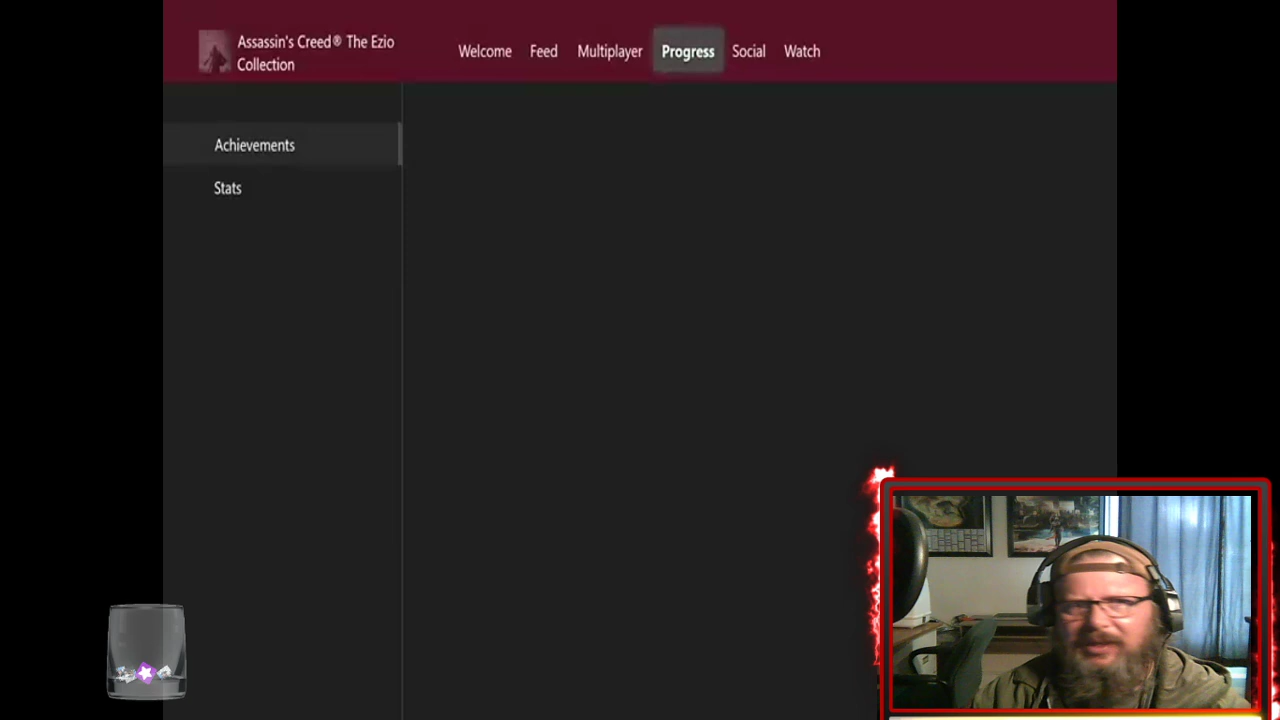 Assassin's Creed® The Ezio
Collection
Welcome Feed Multiplayer Progress Social Watch
Achievements
Stats